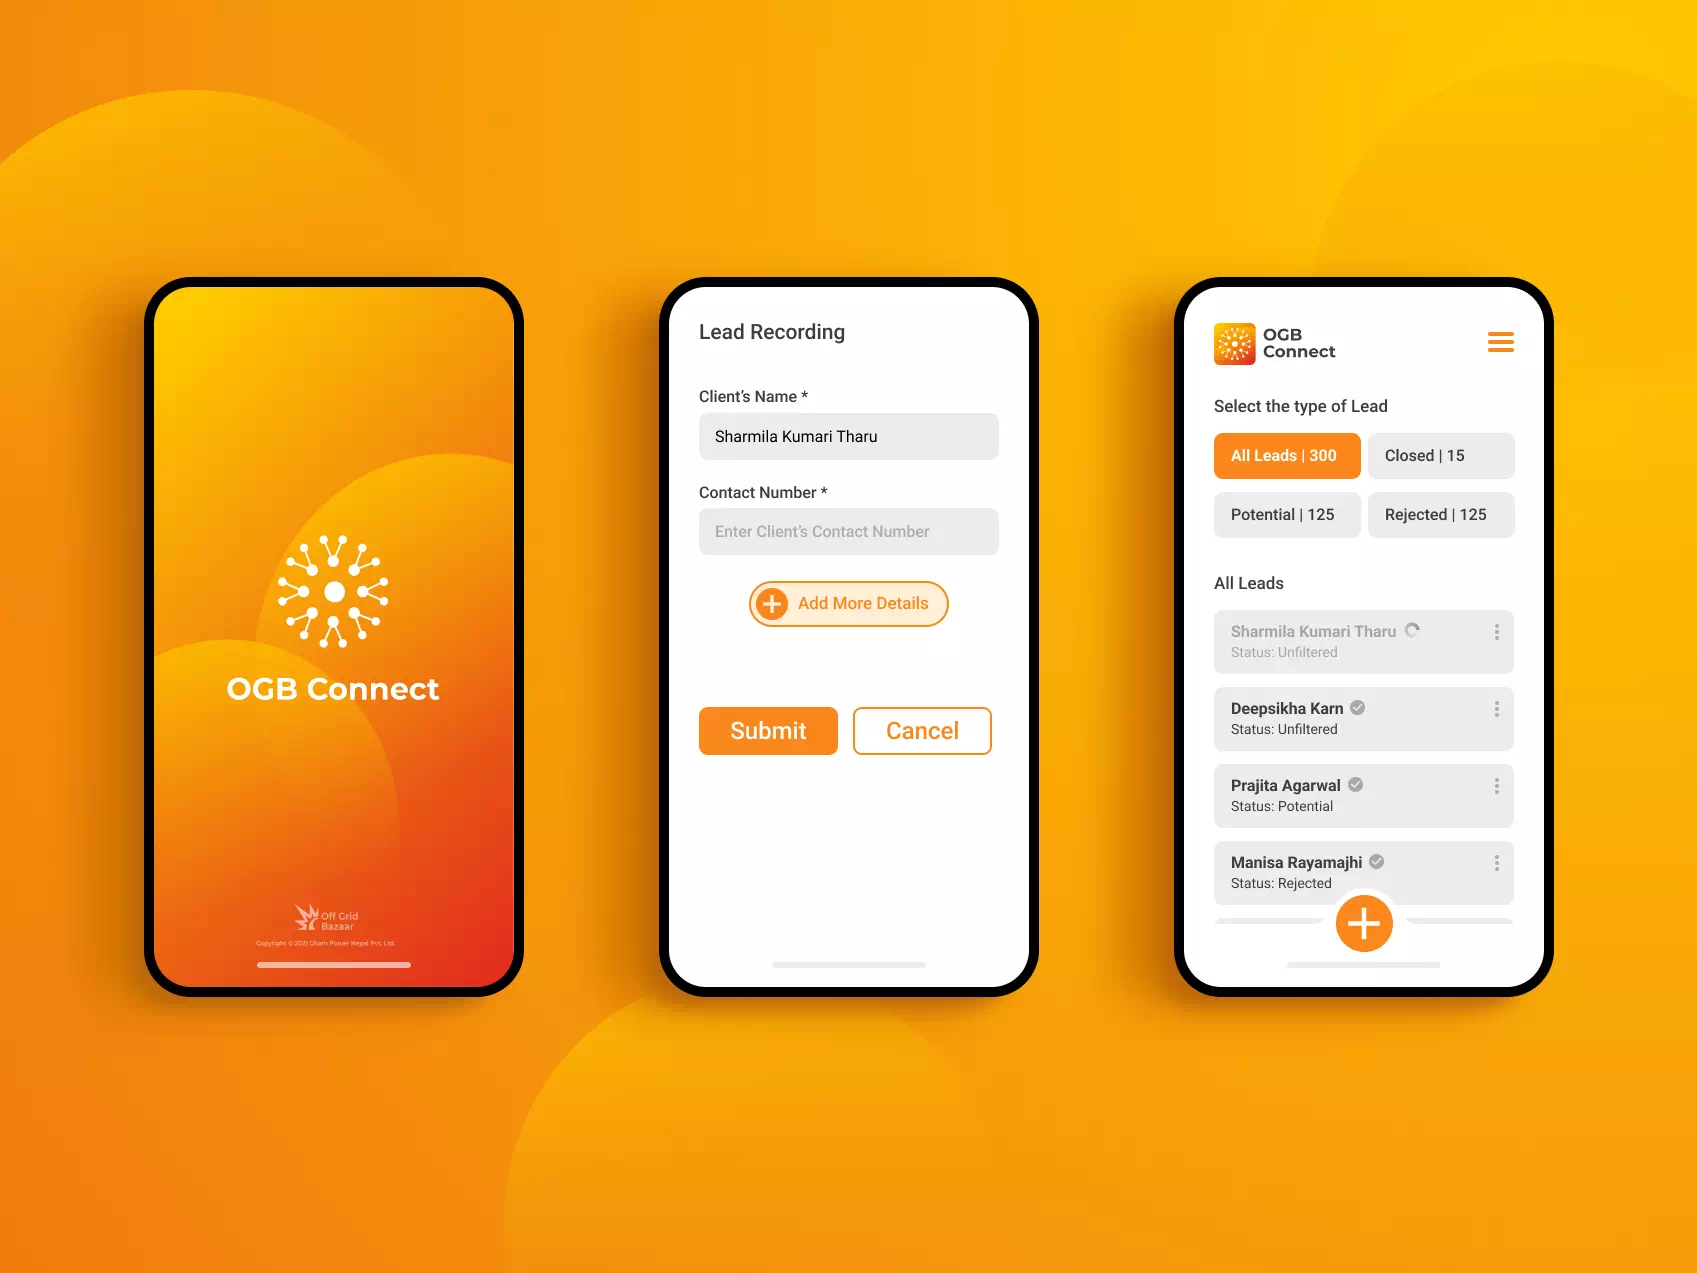 OGB Connect
Off Grid
Bazaar
Copyright © 2021 Gham Power Nepal Pvt. Ltd.
Lead Recording
Client’s Name *
Sharmila Kumari Tharu
Contact Number *
Enter Client’s Contact Number
Add More Details
Submit
Cancel
OGB
Connect
Select the type of Lead
All Leads | 300
Closed | 15
Potential | 125
Rejected | 125
All Leads
Sharmila Kumari Tharu
Status: Unfiltered
Deepsikha Karn
Status: Unfiltered
Prajita Agarwal
Status: Potential
Manisa Rayamajhi
Status: Rejected